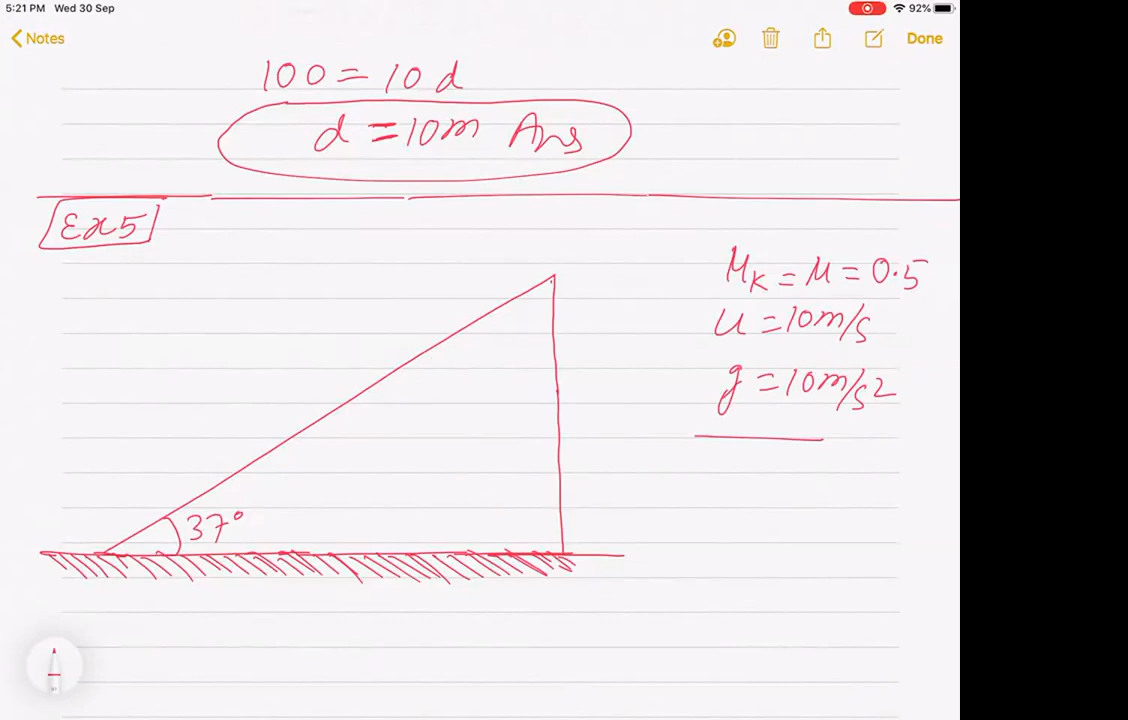 5:21 PM Wed 30 Sep
92%
Notes
Done
100 = 10 d
d = 10m Ans
Ex5
μK = μ = 0.5
u = 10m/s
g = 10m/s2
37°